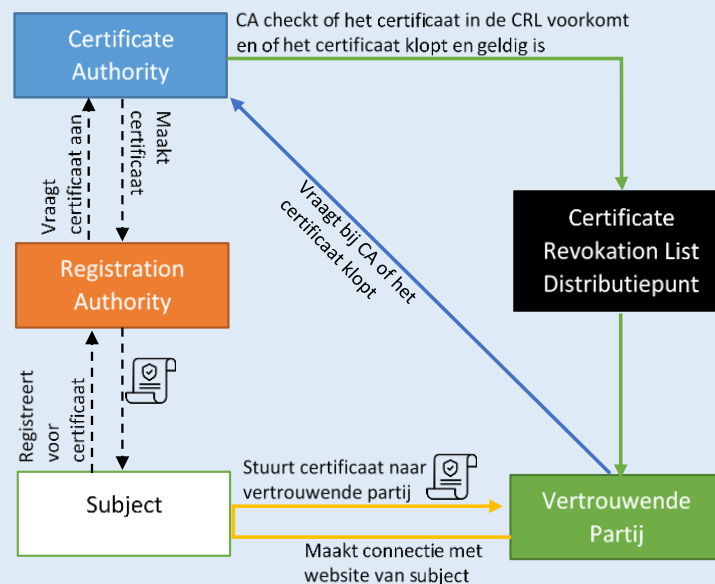 Certificate
Authority
CA checkt of het certificaat in de CRL voorkomt
en of het certificaat klopt en geldig is
Vraagt
certificaat aan
Maakt
certificaat
Vraagt bij CA of het
certificaat klopt
Certificate
Revokation List
Distributiepunt
Registration
Authority
Registreert
voor
certificaat
Subject
Stuurt certificaat naar
vertrouwende partij
Vertrouwende
Partij
Maakt connectie met
website van subject